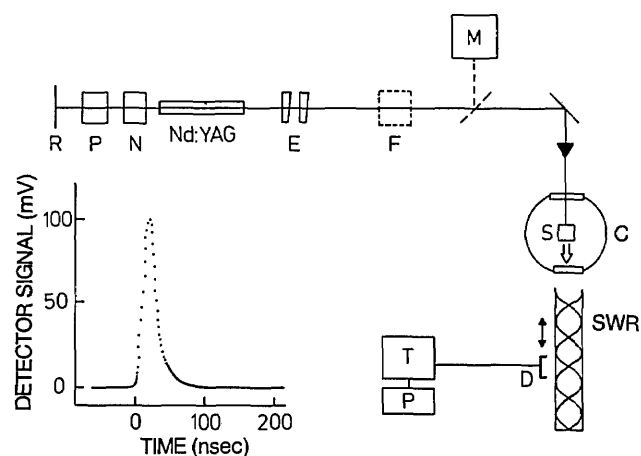 M
R P N Nd:YAG E F
S C
SWR
T D
P
DETECTOR SIGNAL (mV)
100
50
0
0 100 200
TIME (nsec)